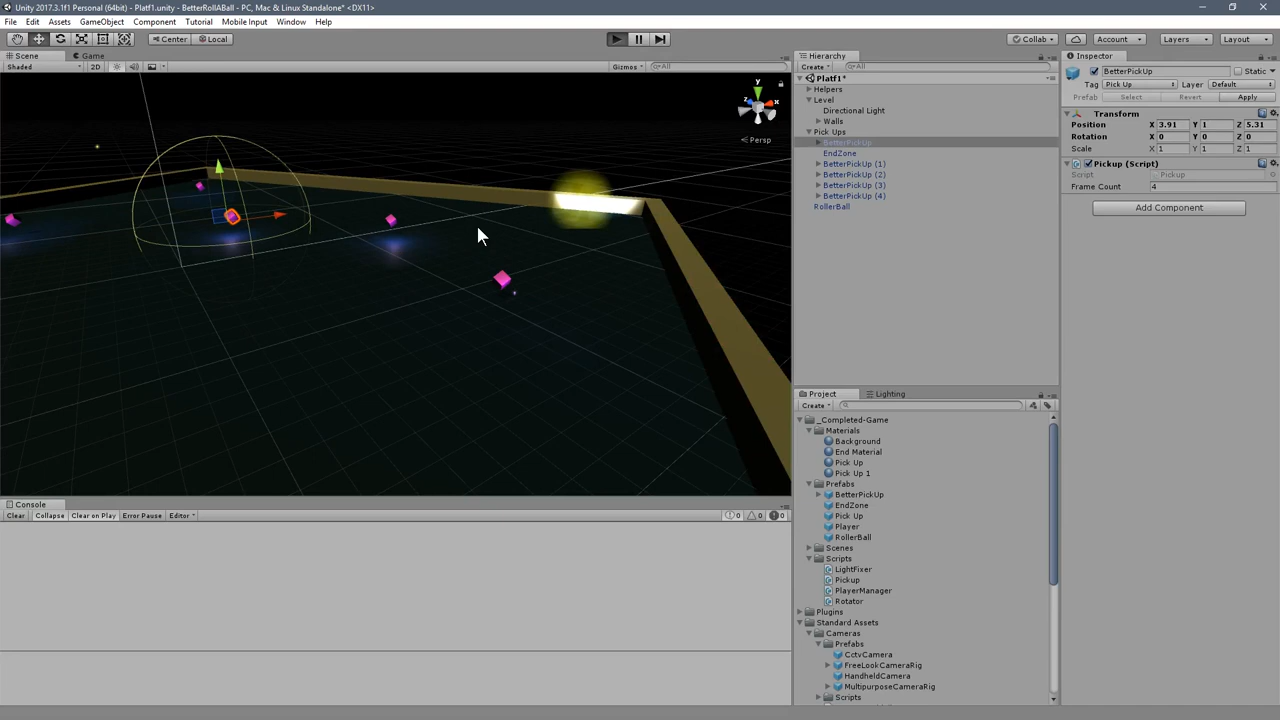 Unity 2017.3.1f1 Personal (64bit) - Platf1.unity - BetterRollABall - PC, Mac & Linux Standalone* <DX11>
File Edit Assets GameObject Component Tutorial Mobile Input Window Help
Center Local Collab Account Layers Layout
Scene Game
Shaded 2D Gizmos All
y
x
z
Persp
Hierarchy
Create All
Platf1*
Helpers
Level
Directional Light
Walls
Pick Ups
BetterPickUp
EndZone
BetterPickUp (1)
BetterPickUp (2)
BetterPickUp (3)
BetterPickUp (4)
RollerBall
Inspector
BetterPickUp Static
Tag Pick Up Layer Default
Prefab Select Revert Apply
Transform
Position X 3.91 Y 1 Z 5.31
Rotation X 0 Y 0 Z 0
Scale X 1 Y 1 Z 1
Pickup (Script)
Script Pickup
Frame Count 4
Add Component
Project Lighting
Create
_Completed-Game
Materials
Background
End Material
Pick Up
Pick Up 1
Prefabs
BetterPickUp
EndZone
Pick Up
Player
RollerBall
Scenes
Scripts
LightFixer
Pickup
PlayerManager
Rotator
Plugins
Standard Assets
Cameras
Prefabs
CctvCamera
FreeLookCameraRig
HandheldCamera
MultipurposeCameraRig
Scripts
Console
Clear Collapse Clear on Play Error Pause Editor 0 0 0